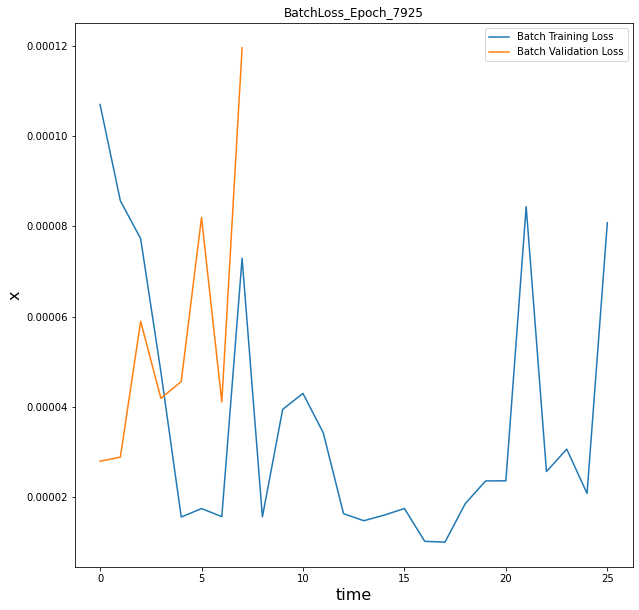 BatchLoss_Epoch_7925
Batch Training Loss
Batch Validation Loss
0.00012
0.00010
0.00008
0.00006
0.00004
0.00002
x
0 5 10 15 20 25
time